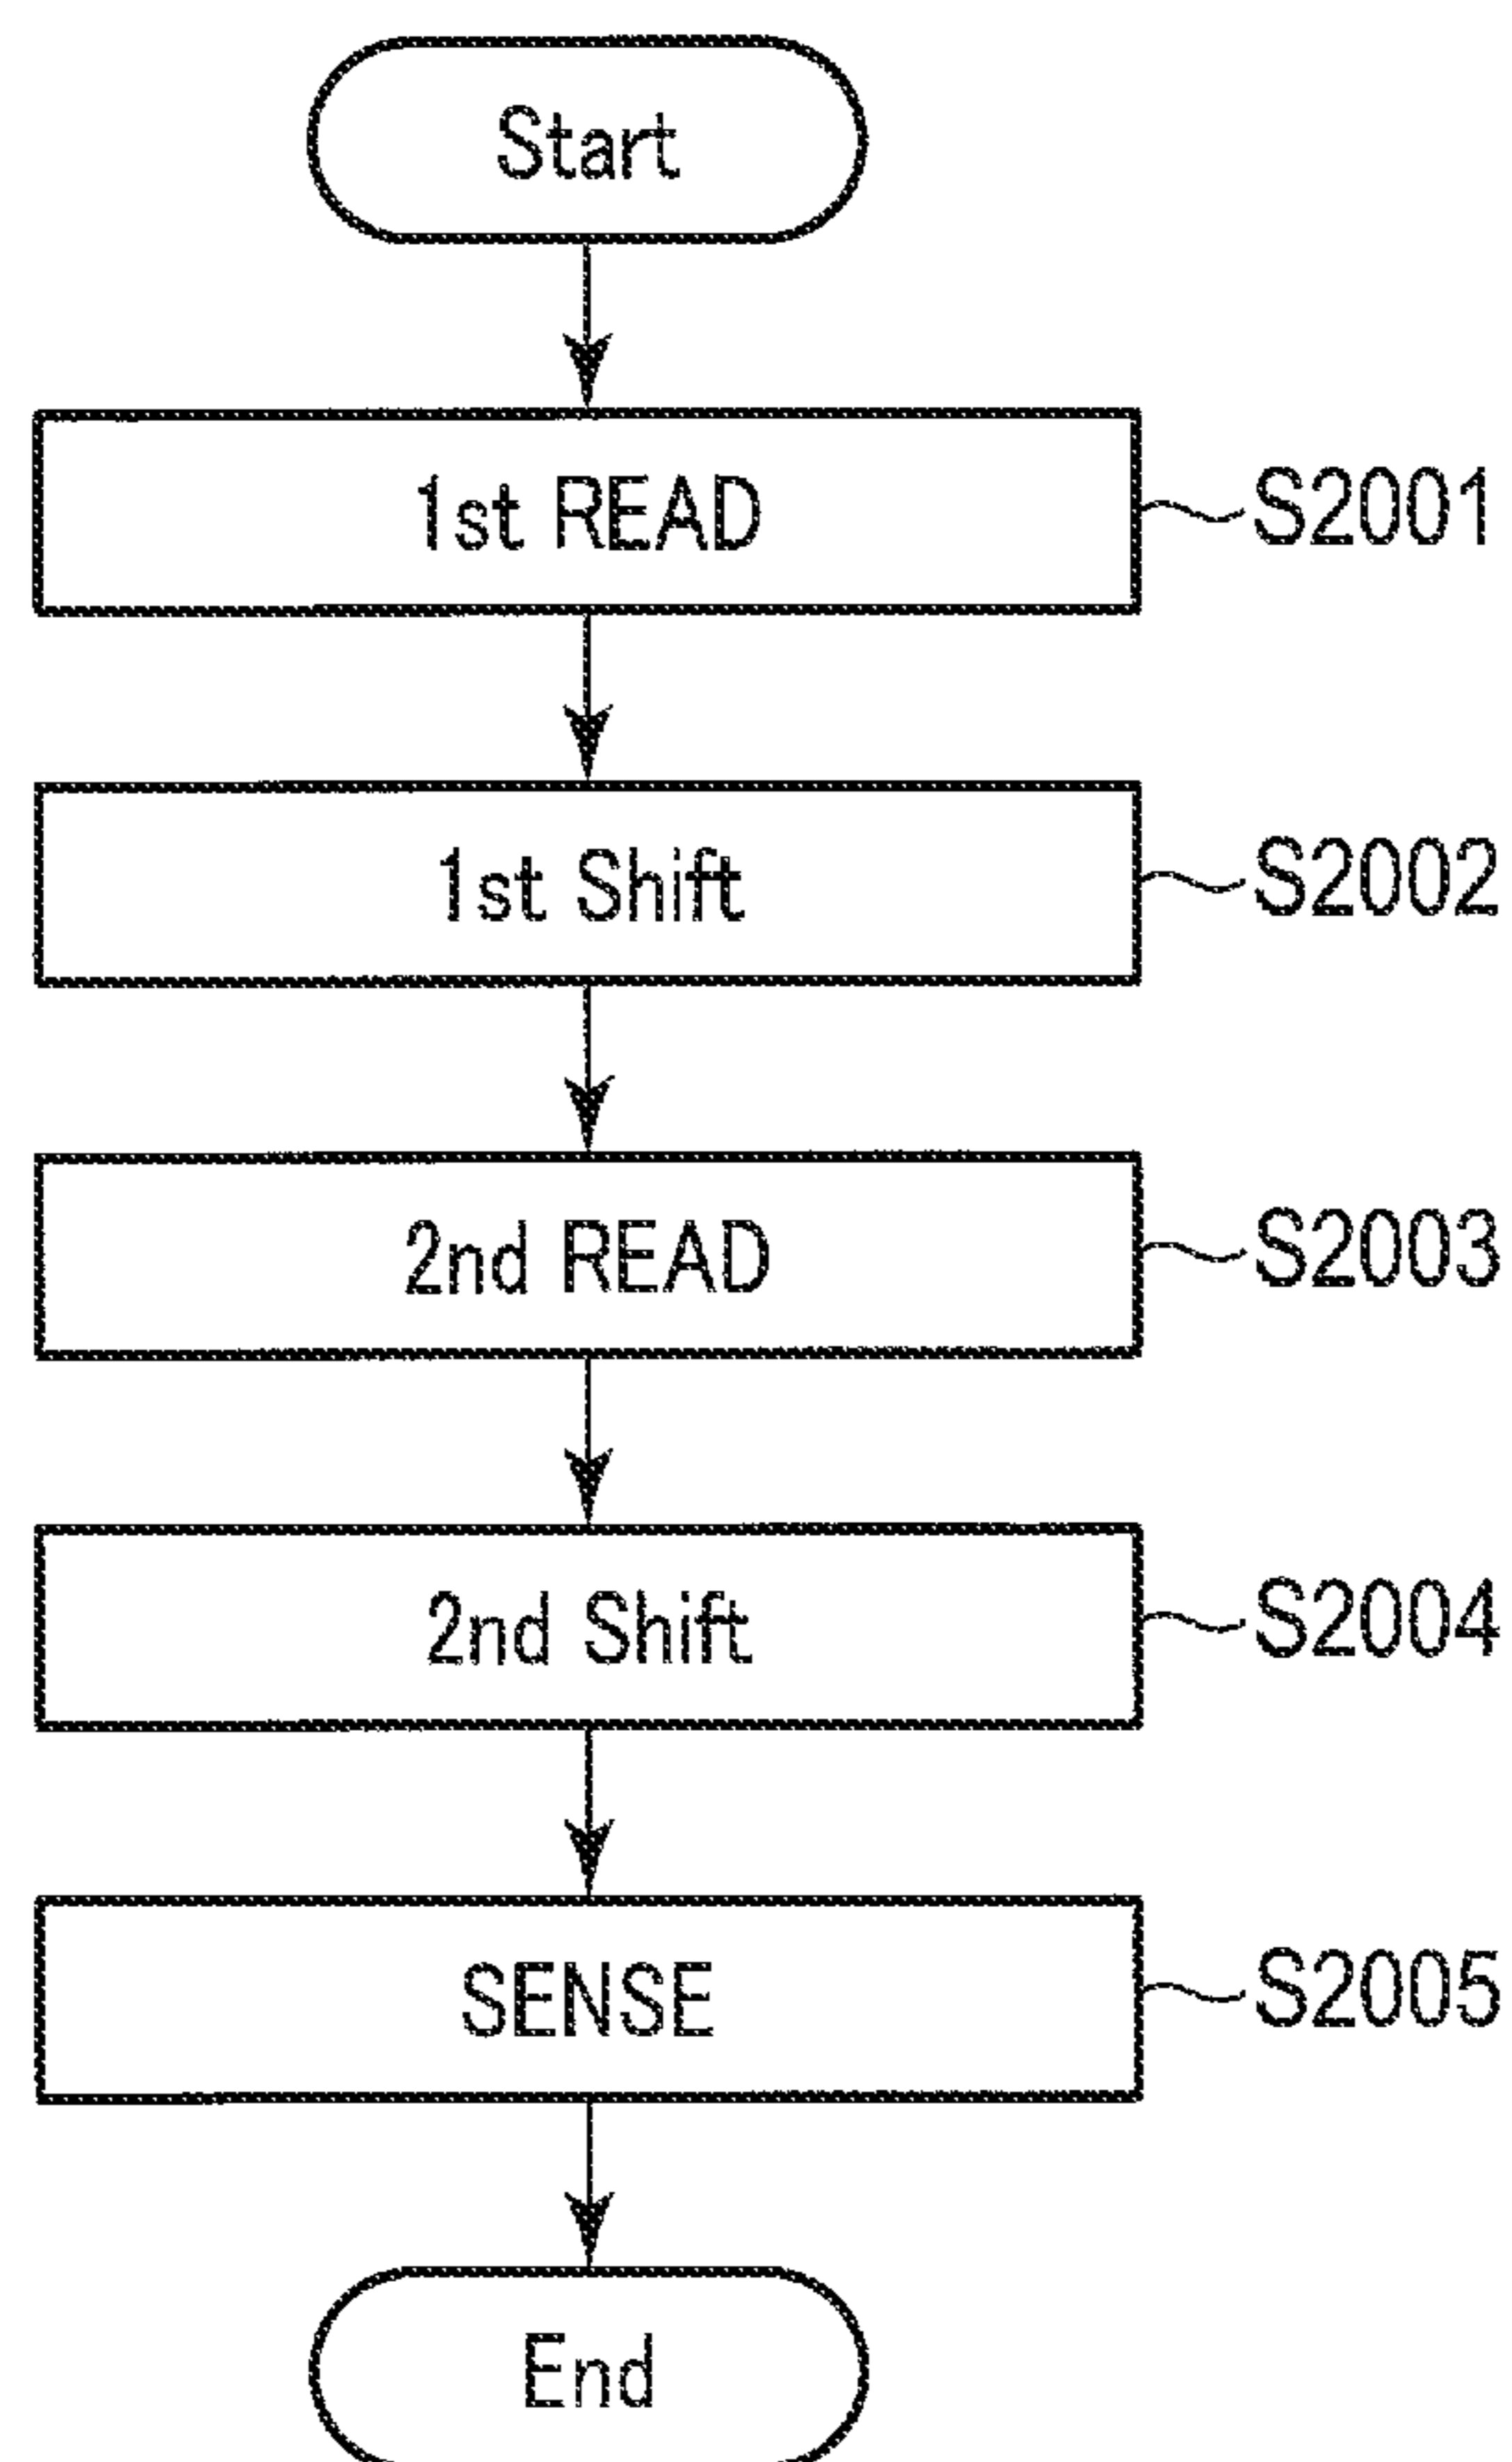 Start
1st READ
S2001
1st Shift
S2002
2nd READ
S2003
2nd Shift
S2004
SENSE
S2005
End